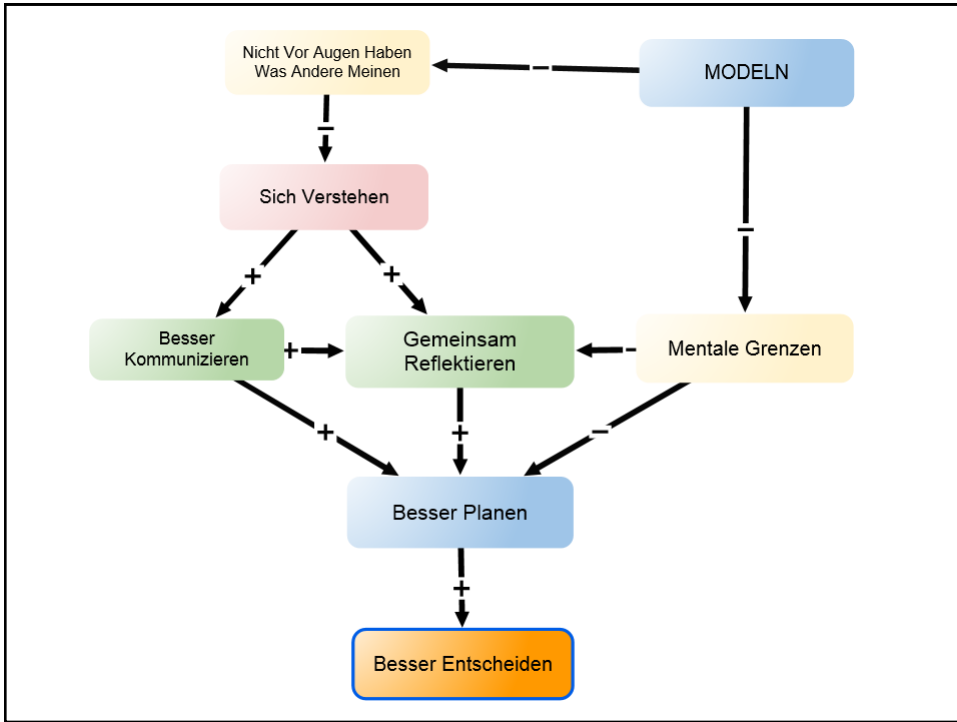 Nicht Vor Augen Haben
Was Andere Meinen
−
MODELN
−
Sich Verstehen
−
+
+
Besser
Kommunizieren
+
Gemeinsam
Reflektieren
−
Mentale Grenzen
+
+
−
Besser Planen
+
Besser Entscheiden